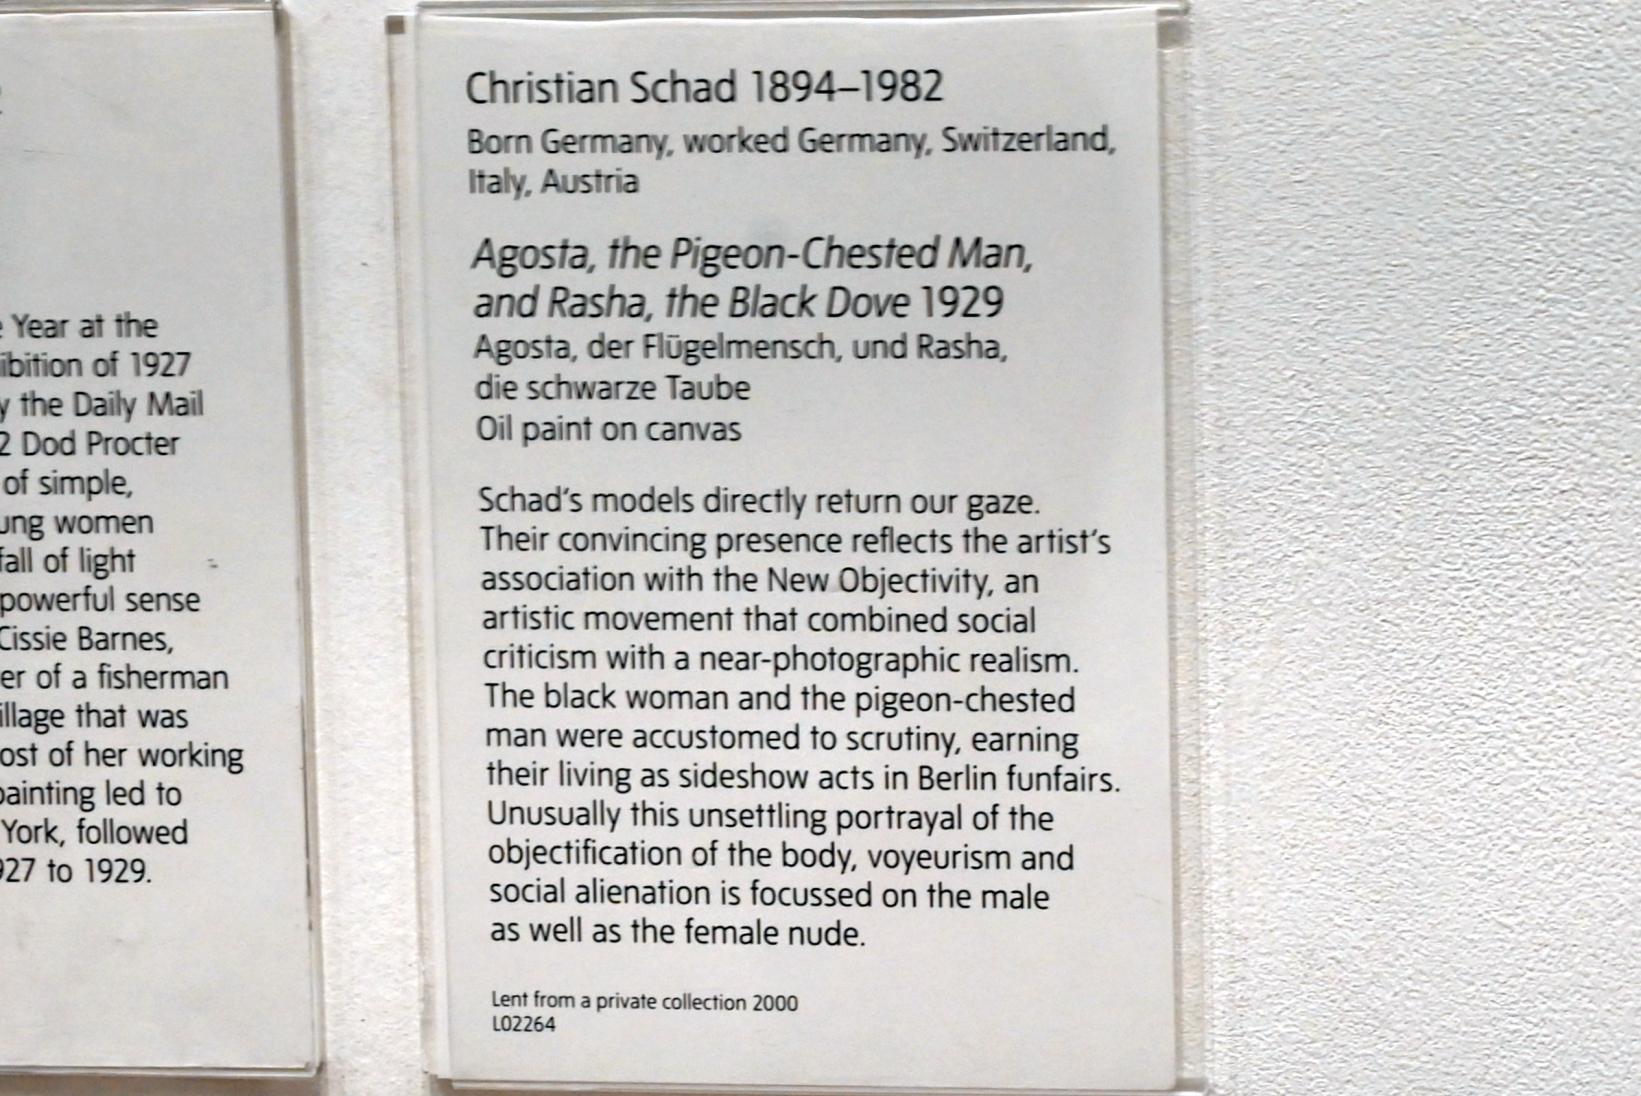 Year at the
ibition of 1927
the Daily Mail
2 Dod Procter
of simple,
ung women
fall of light
powerful sense
Cissie Barnes,
er of a fisherman
illage that was
ost of her working
painting led to
York, followed
927 to 1929.
Christian Schad 1894–1982
Born Germany, worked Germany, Switzerland,
Italy, Austria
Agosta, the Pigeon-Chested Man,
and Rasha, the Black Dove 1929
Agosta, der Flügelmensch, und Rasha,
die schwarze Taube
Oil paint on canvas
Schad's models directly return our gaze.
Their convincing presence reflects the artist's
association with the New Objectivity, an
artistic movement that combined social
criticism with a near-photographic realism.
The black woman and the pigeon-chested
man were accustomed to scrutiny, earning
their living as sideshow acts in Berlin funfairs.
Unusually this unsettling portrayal of the
objectification of the body, voyeurism and
social alienation is focussed on the male
as well as the female nude.
Lent from a private collection 2000
L02264